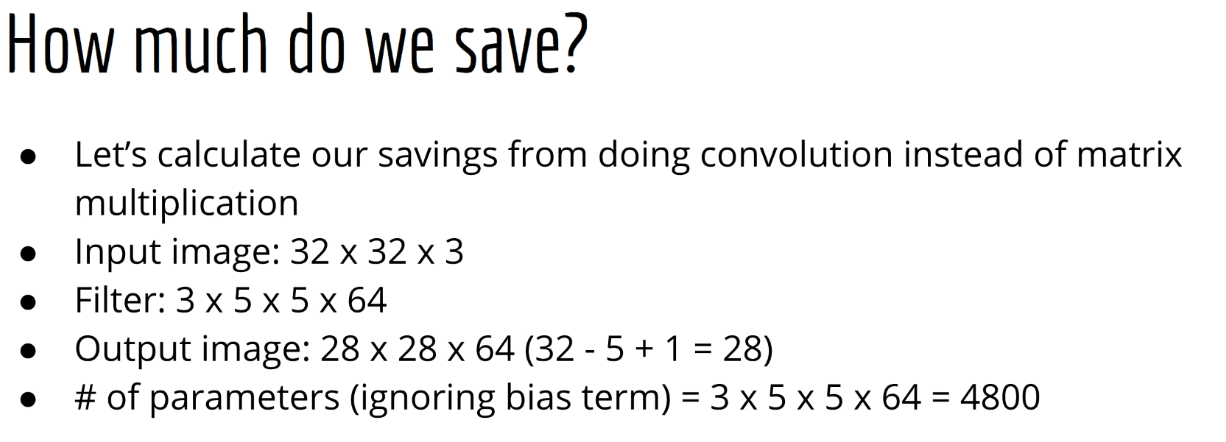 How much do we save?
● Let’s calculate our savings from doing convolution instead of matrix
multiplication
● Input image: 32 x 32 x 3
● Filter: 3 x 5 x 5 x 64
● Output image: 28 x 28 x 64 (32 - 5 + 1 = 28)
● # of parameters (ignoring bias term) = 3 x 5 x 5 x 64 = 4800